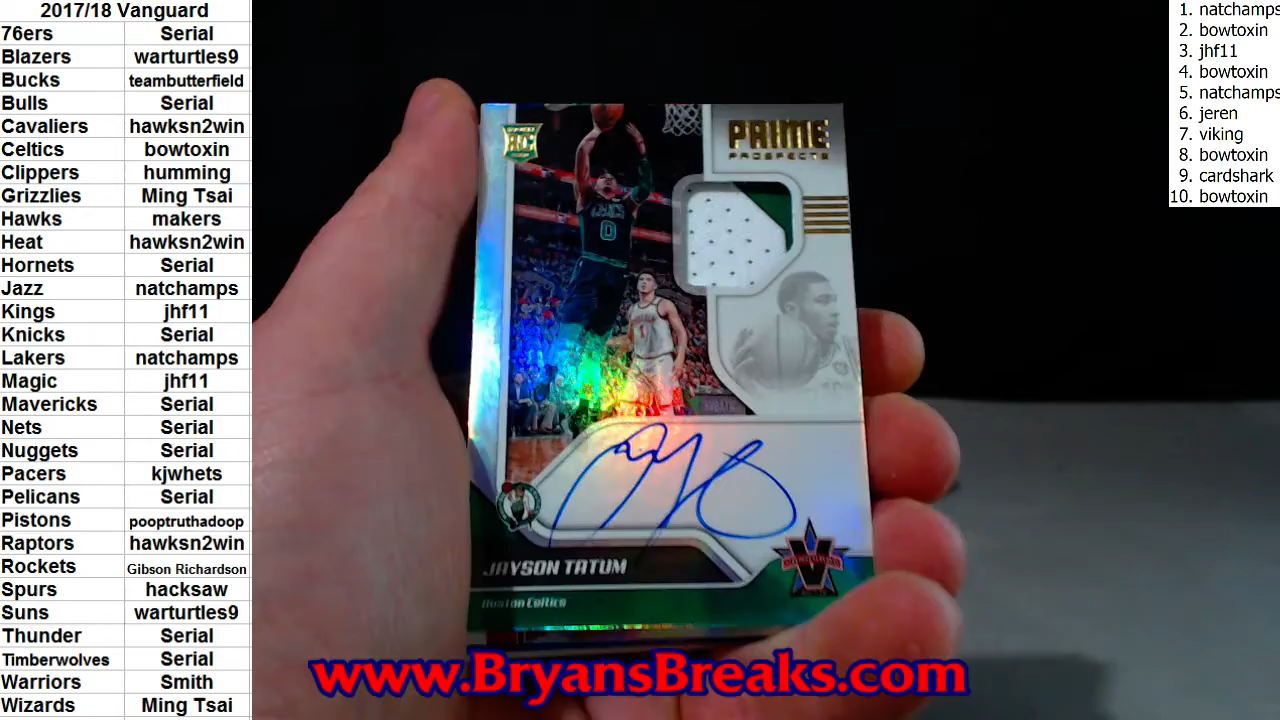 2017/18 Vanguard
76ers Serial
Blazers warturtles9
Bucks teambutterfield
Bulls Serial
Cavaliers hawksn2win
Celtics bowtoxin
Clippers humming
Grizzlies Ming Tsai
Hawks makers
Heat hawksn2win
Hornets Serial
Jazz natchamps
Kings jhf11
Knicks Serial
Lakers natchamps
Magic jhf11
Mavericks Serial
Nets Serial
Nuggets Serial
Pacers kjwhets
Pelicans Serial
Pistons pooptruthadoop
Raptors hawksn2win
Rockets Gibson Richardson
Spurs hacksaw
Suns warturtles9
Thunder Serial
Timberwolves Serial
Warriors Smith
Wizards Ming Tsai
RC
PRIME
PROSPECTS
CELTICS
0
1
JAYSON TATUM
Boston Celtics
V
VANGUARD
www.BryansBreaks.com
1. natchamps
2. bowtoxin
3. jhf11
4. bowtoxin
5. natchamps
6. jeren
7. viking
8. bowtoxin
9. cardshark
10. bowtoxin